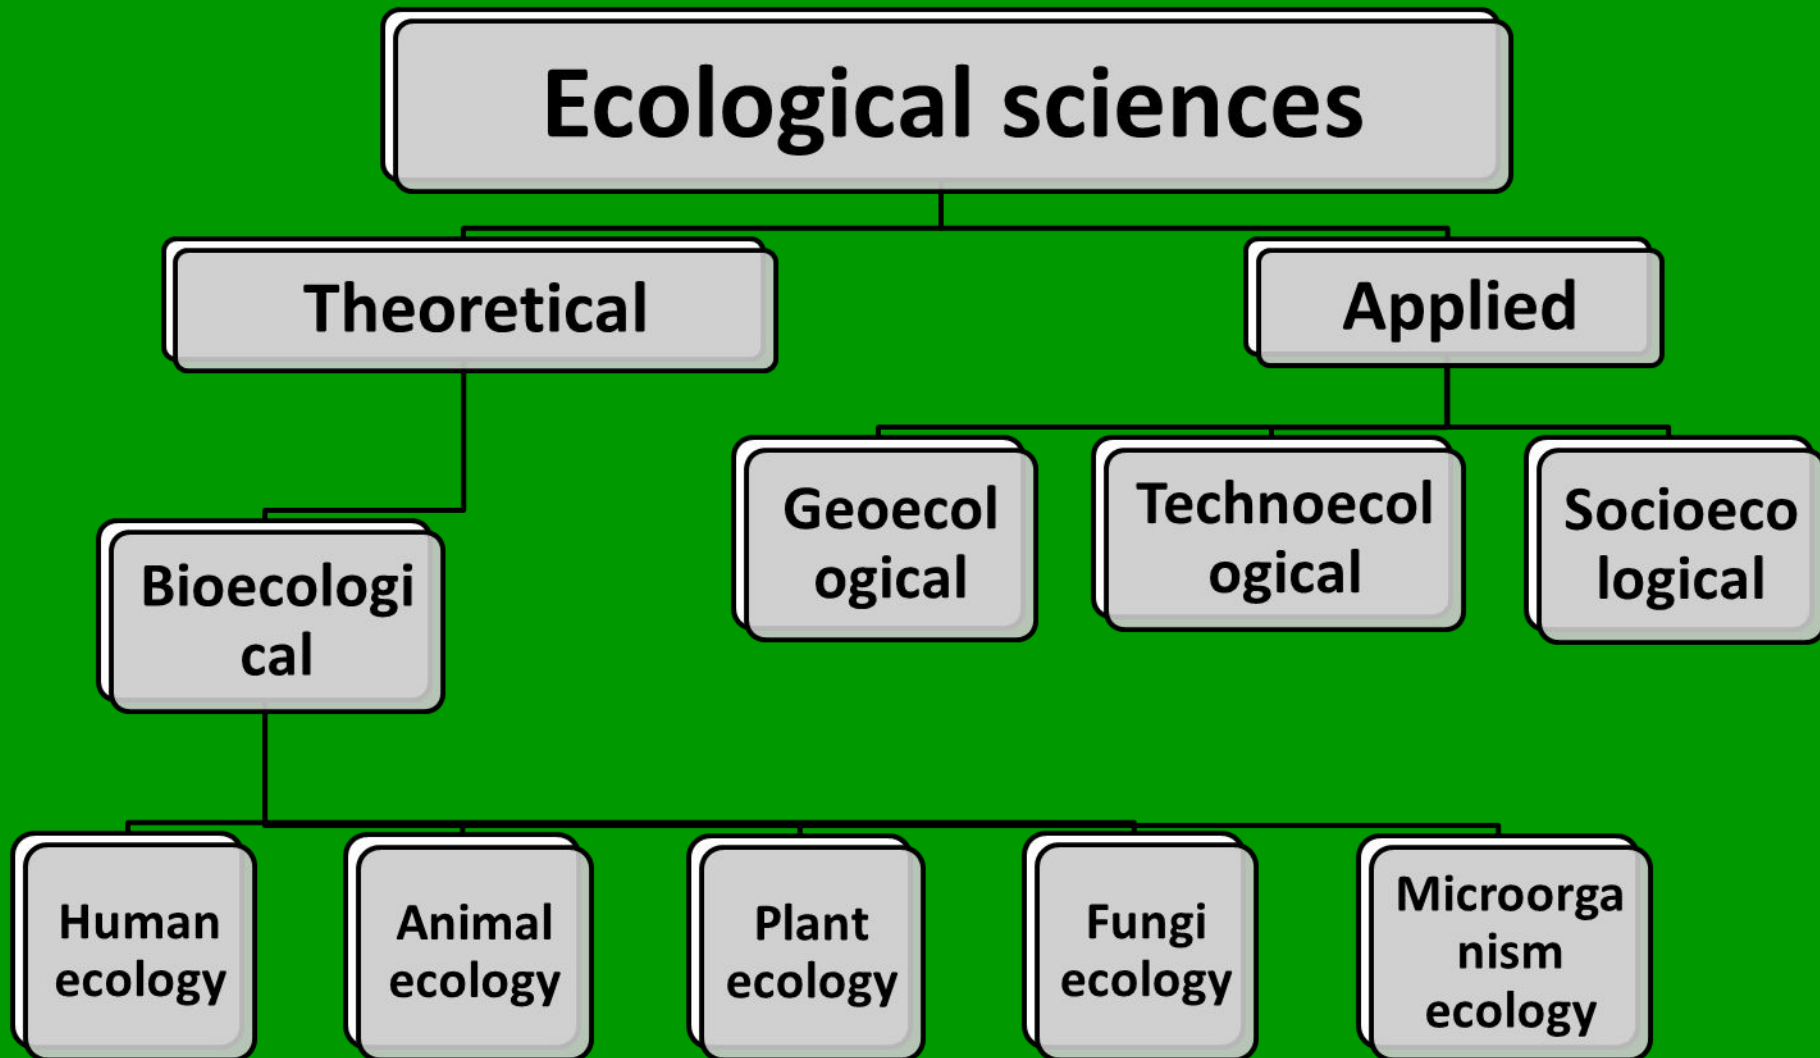 Ecological sciences
Theoretical
Applied
Geoecol
ogical
Technoecol
ogical
Socioeco
logical
Bioecologi
cal
Human
ecology
Animal
ecology
Plant
ecology
Fungi
ecology
Microorga
nism
ecology